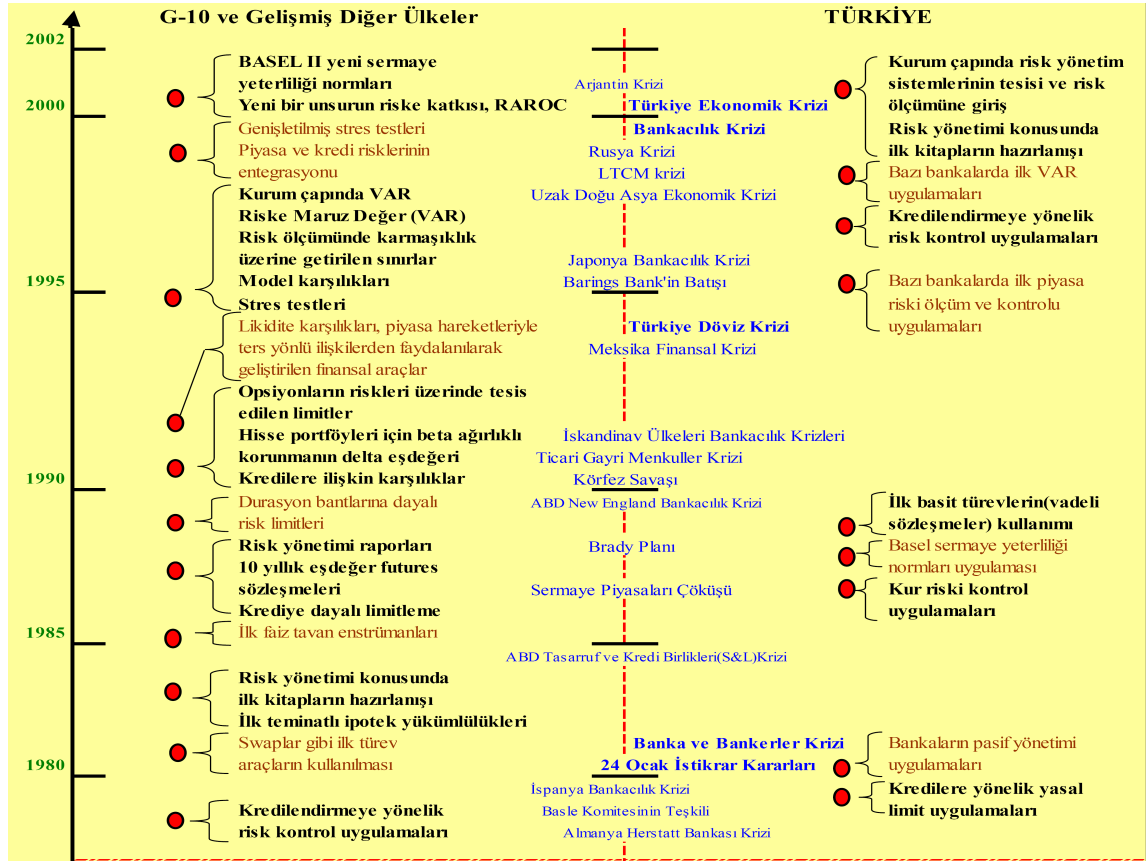 G-10 ve Gelişmiş Diğer Ülkeler
TÜRKİYE
2002
BASEL II yeni sermaye
yeterliliği normları
Yeni bir unsurun riske katkısı, RAROC
Arjantin Krizi
Türkiye Ekonomik Krizi
Kurum çapında risk yönetim
sistemlerinin tesisi ve risk
ölçümüne giriş
Risk yönetimi konusunda
ilk kitapların hazırlanışı
2000
Genişletilmiş stres testleri
Piyasa ve kredi risklerinin
entegrasyonu
Bankacılık Krizi
Rusya Krizi
LTCM krizi
Uzak Doğu Asya Ekonomik Krizi
Bazı bankalarda ilk VAR
uygulamaları
Kurum çapında VAR
Riske Maruz Değer (VAR)
Risk ölçümünde karmaşıklık
üzerine getirilen sınırlar
Model karşılıkları
Stres testleri
Kredilendirmeye yönelik
risk kontrol uygulamaları
Japonya Bankacılık Krizi
Barings Bank'in Batışı
Bazı bankalarda ilk piyasa
riski ölçüm ve kontrolu
uygulamaları
1995
Likidite karşılıkları, piyasa hareketleriyle
ters yönlü ilişkilerden faydalanılarak
geliştirilen finansal araçlar
Türkiye Döviz Krizi
Meksika Finansal Krizi
Opsiyonların riskleri üzerinde tesis
edilen limitler
Hisse portföyleri için beta ağırlıklı
korunmanın delta eşdeğeri
Kredilere ilişkin karşılıklar
İskandinav Ülkeleri Bankacılık Krizleri
Ticari Gayri Menkuller Krizi
Körfez Savaşı
1990
Durasyon bantlarına dayalı
risk limitleri
ABD New England Bankacılık Krizi
İlk basit türevlerin(vadeli
sözleşmeler) kullanımı
Risk yönetimi raporları
10 yıllık eşdeğer futures
sözleşmeleri
Krediye dayalı limitleme
Brady Planı
Basel sermaye yeterliliği
normları uygulaması
Sermaye Piyasaları Çöküşü
Kur riski kontrol
uygulamaları
İlk faiz tavan enstrümanları
1985
ABD Tasarruf ve Kredi Birlikleri(S&L)Krizi
Risk yönetimi konusunda
ilk kitapların hazırlanışı
İlk teminatlı ipotek yükümlülükleri
Swaplar gibi ilk türev
araçların kullanılması
Banka ve Bankerler Krizi
24 Ocak İstikrar Kararları
Bankaların pasif yönetimi
uygulamaları
1980
İspanya Bankacılık Krizi
Basle Komitesinin Teşkili
Almanya Herstatt Bankası Krizi
Kredilere yönelik yasal
limit uygulamaları
Kredilendirmeye yönelik
risk kontrol uygulamaları